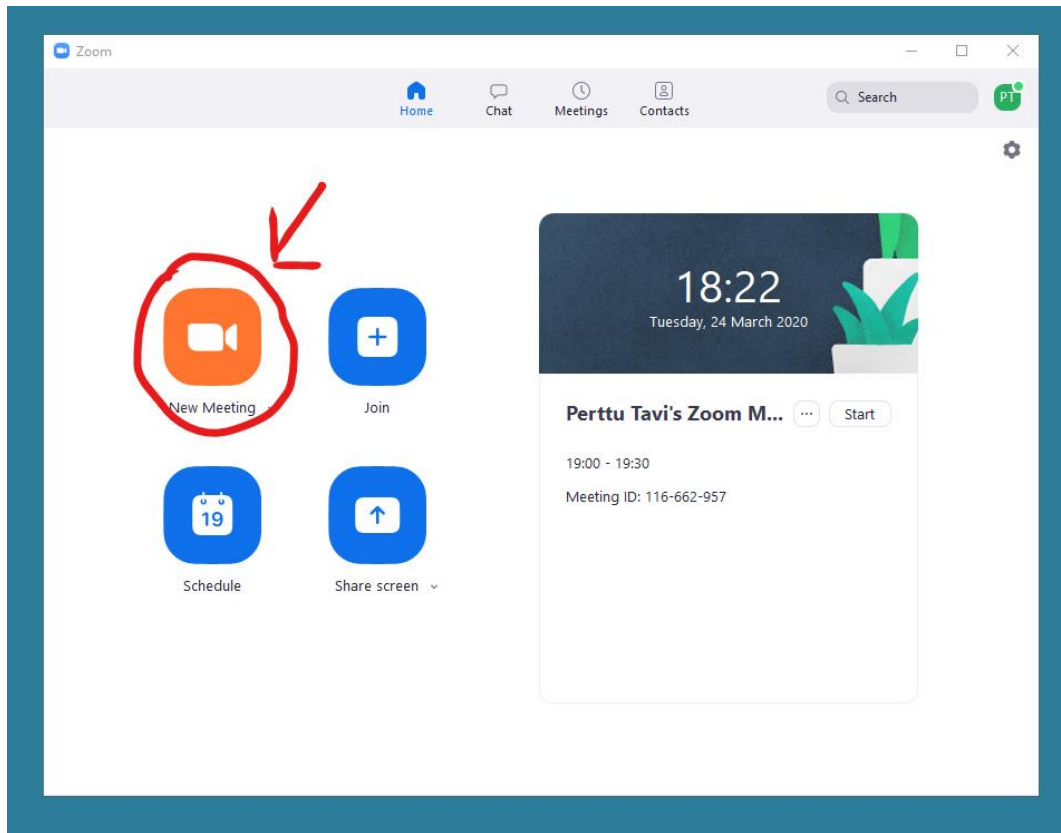 Zoom
Home Chat Meetings Contacts
Search
PT
18:22
Tuesday, 24 March 2020
New Meeting
Join
19
Schedule
Share screen
Perttu Tavi's Zoom M... ... Start
19:00 - 19:30
Meeting ID: 116-662-957